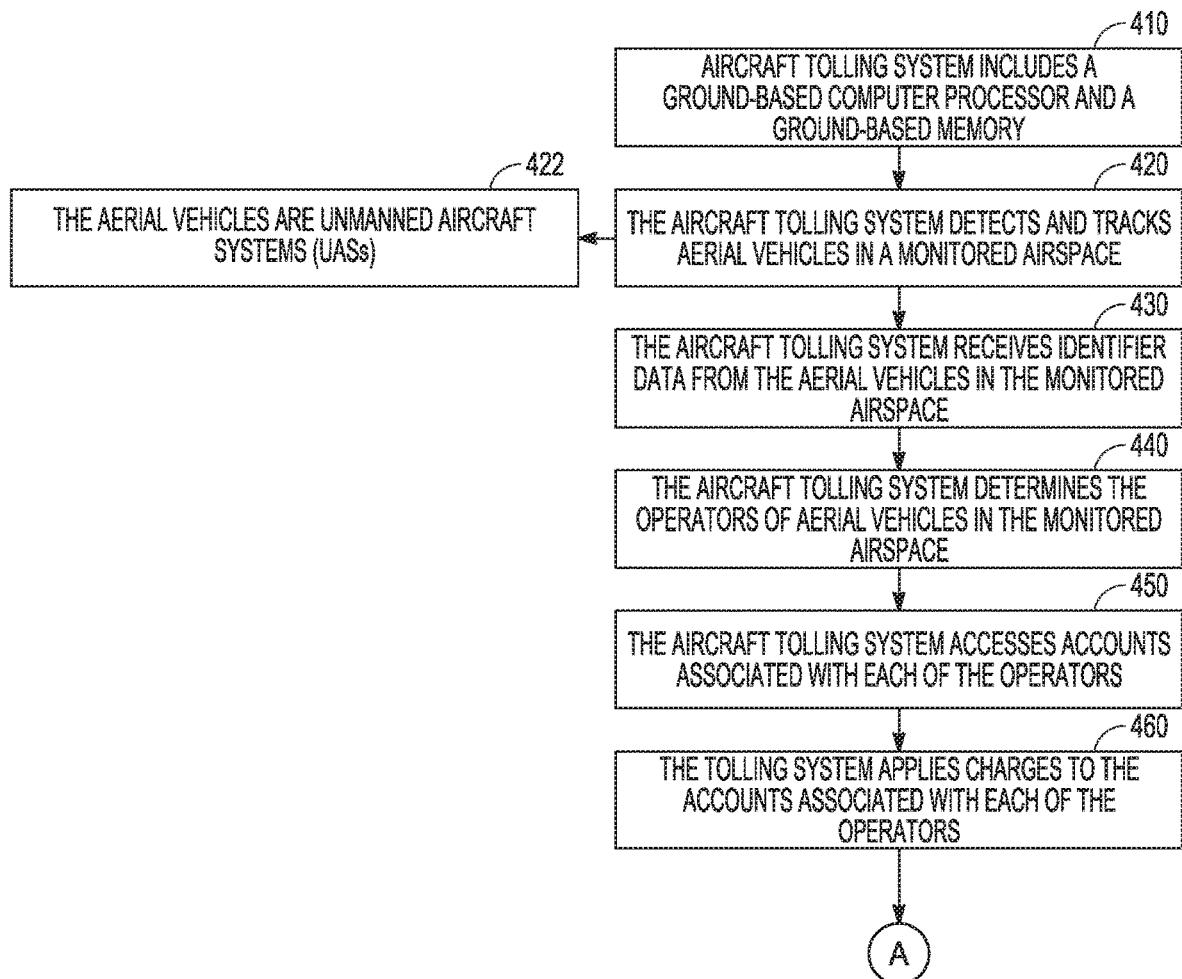 410
AIRCRAFT TOLLING SYSTEM INCLUDES A
GROUND-BASED COMPUTER PROCESSOR AND A
GROUND-BASED MEMORY
422
THE AERIAL VEHICLES ARE UNMANNED AIRCRAFT
SYSTEMS (UASs)
420
THE AIRCRAFT TOLLING SYSTEM DETECTS AND TRACKS
AERIAL VEHICLES IN A MONITORED AIRSPACE
430
THE AIRCRAFT TOLLING SYSTEM RECEIVES IDENTIFIER
DATA FROM THE AERIAL VEHICLES IN THE MONITORED
AIRSPACE
440
THE AIRCRAFT TOLLING SYSTEM DETERMINES THE
OPERATORS OF AERIAL VEHICLES IN THE MONITORED
AIRSPACE
450
THE AIRCRAFT TOLLING SYSTEM ACCESSES ACCOUNTS
ASSOCIATED WITH EACH OF THE OPERATORS
460
THE TOLLING SYSTEM APPLIES CHARGES TO THE
ACCOUNTS ASSOCIATED WITH EACH OF THE
OPERATORS
A